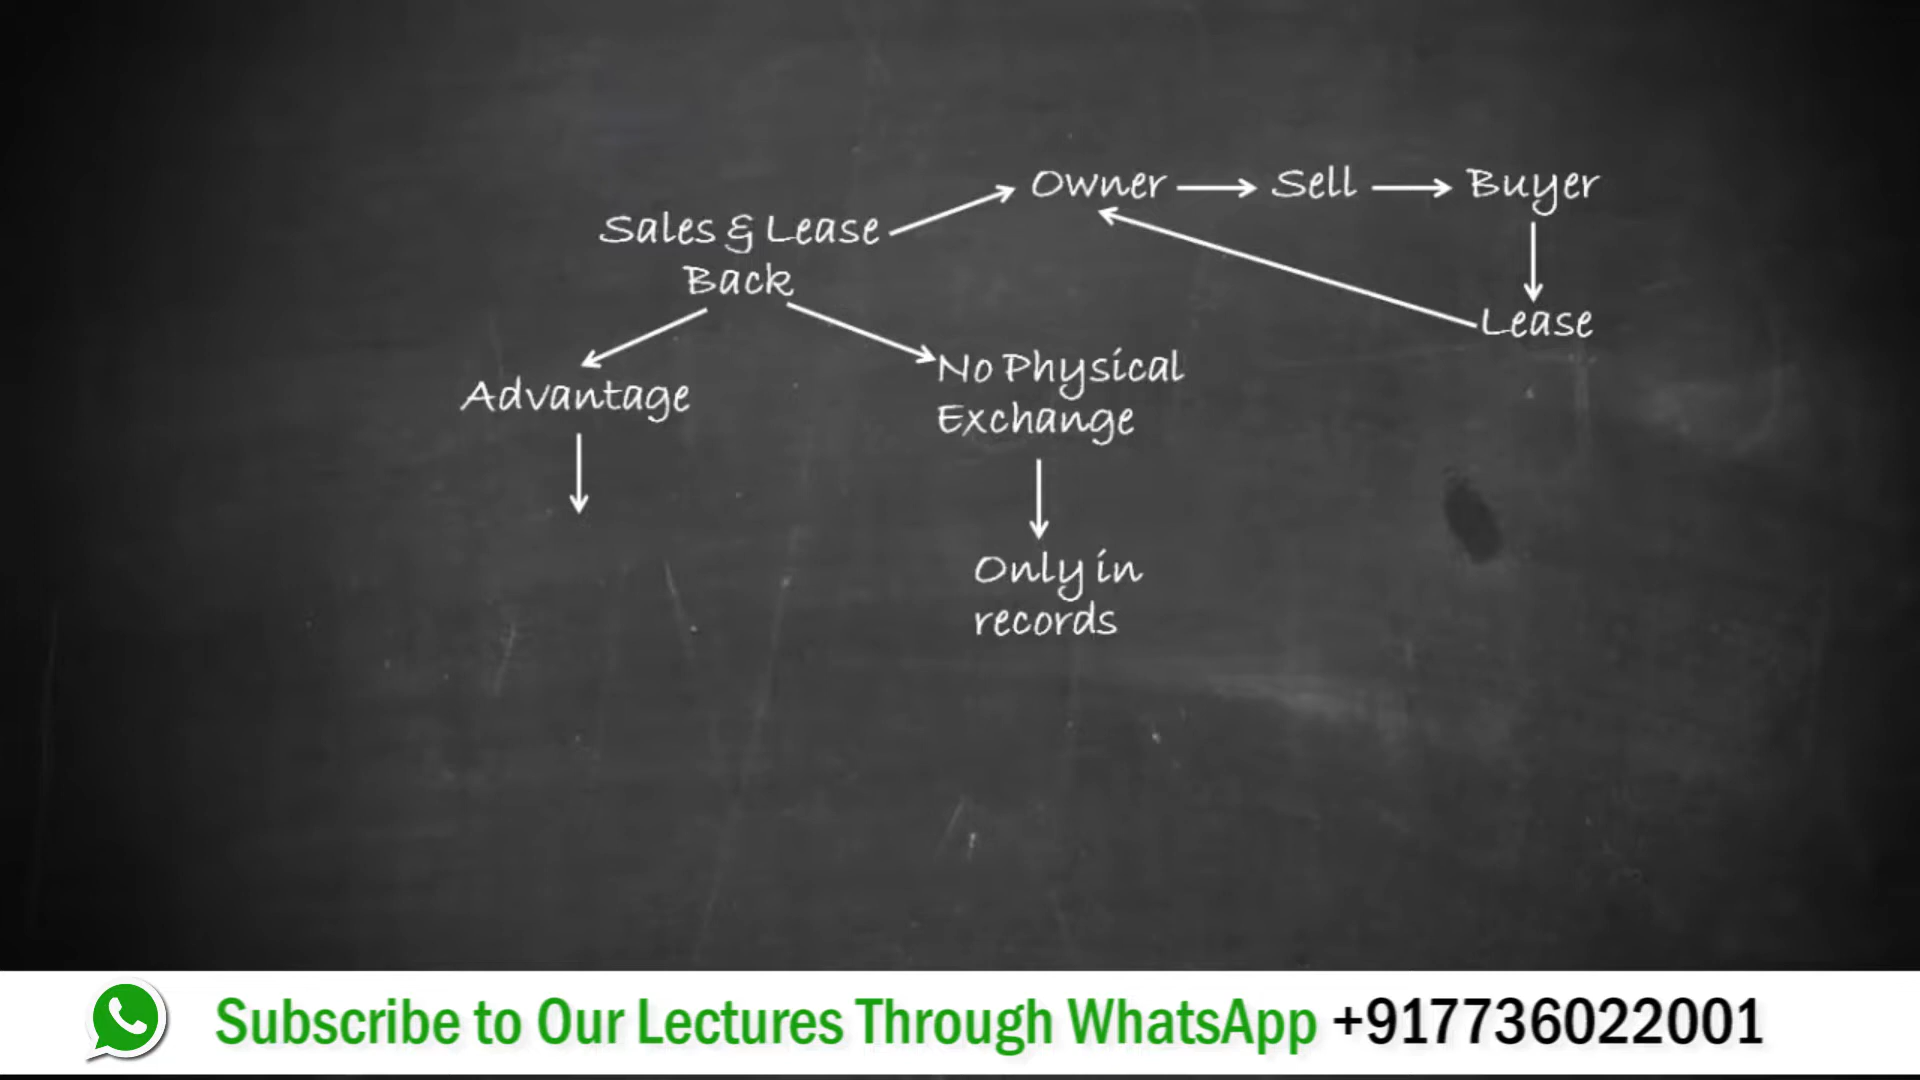 Owner → Sell → Buyer
Sales & Lease
Back
Lease
Advantage
No Physical
Exchange
Only in
records
Subscribe to Our Lectures Through WhatsApp +917736022001